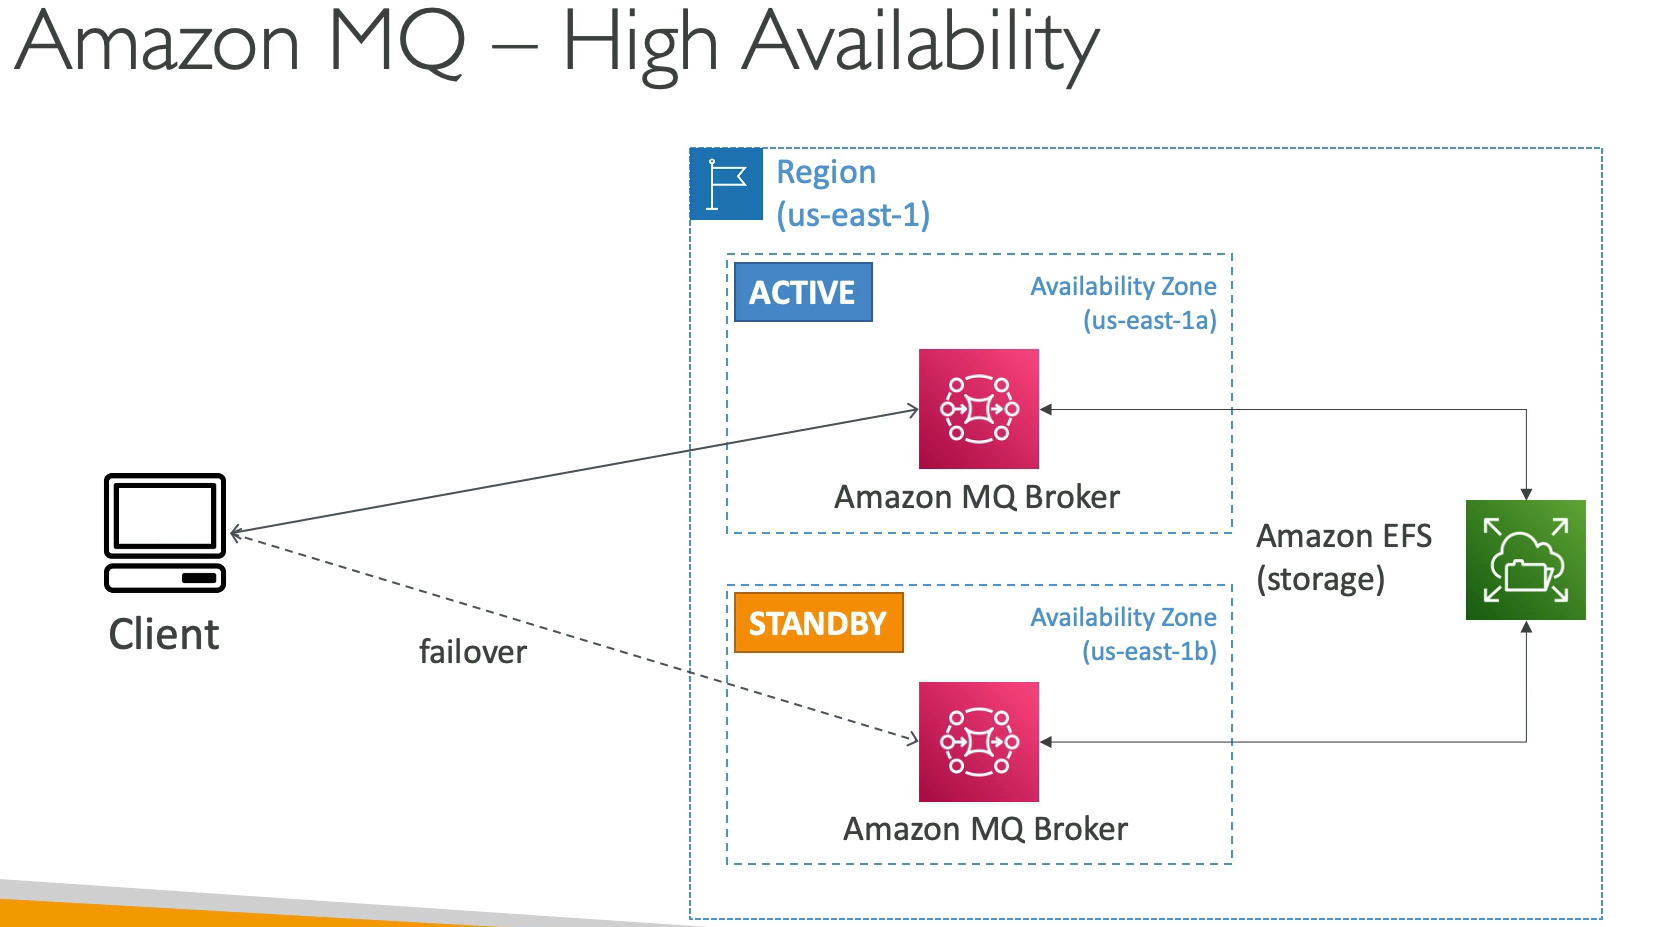 Amazon MQ – High Availability
Region
(us-east-1)
ACTIVE
Availability Zone
(us-east-1a)
Amazon MQ Broker
Client
failover
Amazon EFS
(storage)
STANDBY
Availability Zone
(us-east-1b)
Amazon MQ Broker